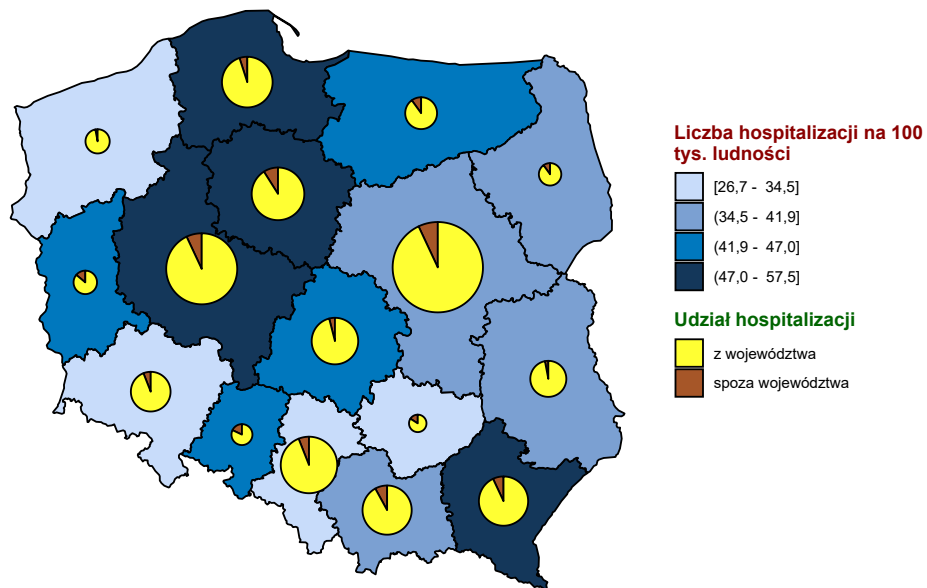 Liczba hospitalizacji na 100
tys. ludności
[26,7 - 34,5]
(34,5 - 41,9]
(41,9 - 47,0]
(47,0 - 57,5]
Udział hospitalizacji
z województwa
spoza województwa